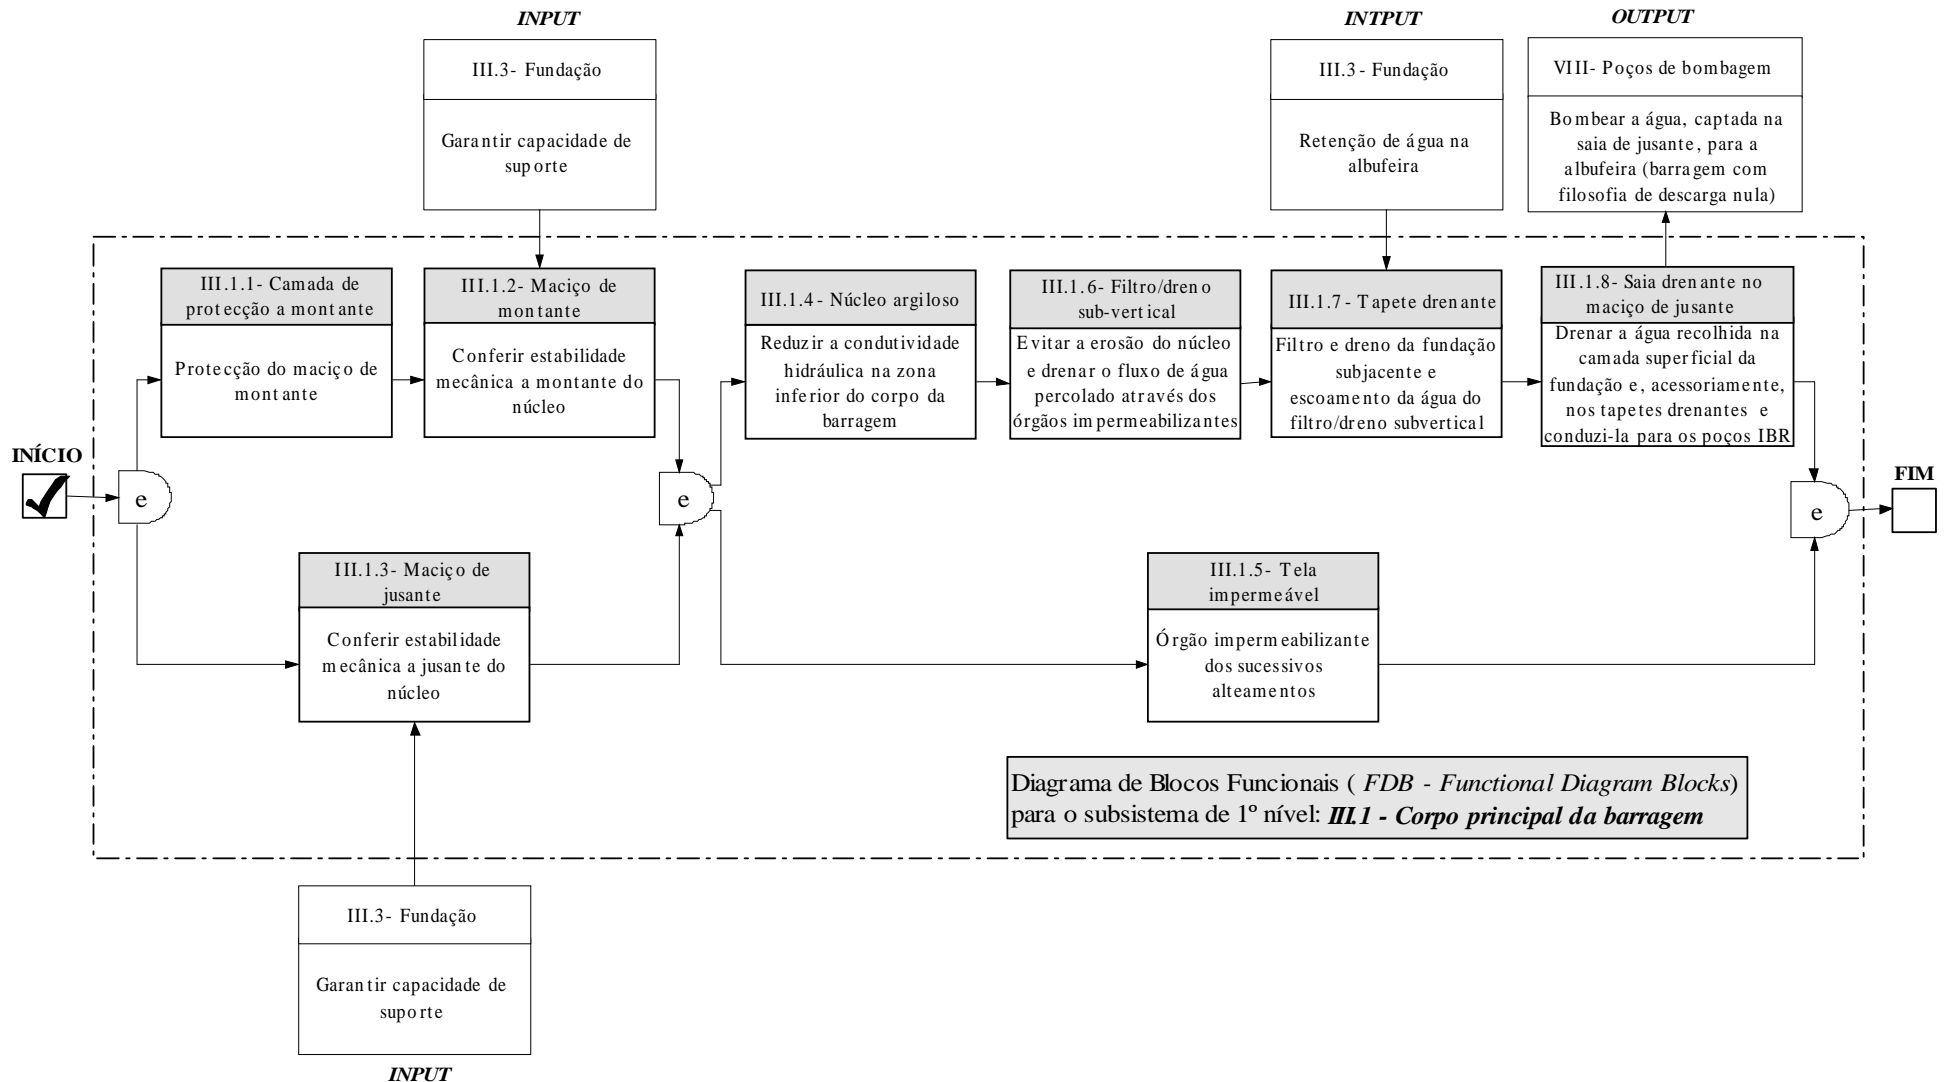 INPUT
III.3- Fundação
Garantir capacidade de
suporte
INTPUT
III.3- Fundação
Retenção de água na
albufeira
OUTPUT
VIII- Poços de bombagem
Bombear a água, captada na
saia de jusante, para a
albufeira (barragem com
filosofia de descarga nula)
III.1.1- Camada de
protecção a montante
Protecção do maciço de
montante
III.1.2- Maciço de
montante
Conferir estabilidade
mecânica a montante do
núcleo
III.1.4- Núcleo argiloso
Reduzir a condutividade
hidráulica na zona
inferior do corpo da
barragem
III.1.6- Filtro/dreno
sub-vertical
Evitar a erosão do núcleo
e drenar o fluxo de água
percolado através dos
órgãos impermeabilizantes
III.1.7- Tapete drenante
Filtro e dreno da fundação
subjacente e
escoamento da água do
filtro/dreno subvertical
III.1.8- Saia drenante no
maciço de jusante
Drenar a água recolhida na
camada superficial da
fundação e, acessoriamente,
nos tapetes drenantes e
conduzi-la para os poços IBR
INÍCIO
e
e
e
FIM
III.1.3- Maciço de
jusante
Conferir estabilidade
mecânica a jusante do
núcleo
III.1.5- Tela
impermeável
Órgão impermeabilizante
dos sucessivos
alteamentos
Diagrama de Blocos Funcionais ( FDB - Functional Diagram Blocks)
para o subsistema de 1º nível: III.1 - Corpo principal da barragem
III.3- Fundação
Garantir capacidade de
suporte
INPUT